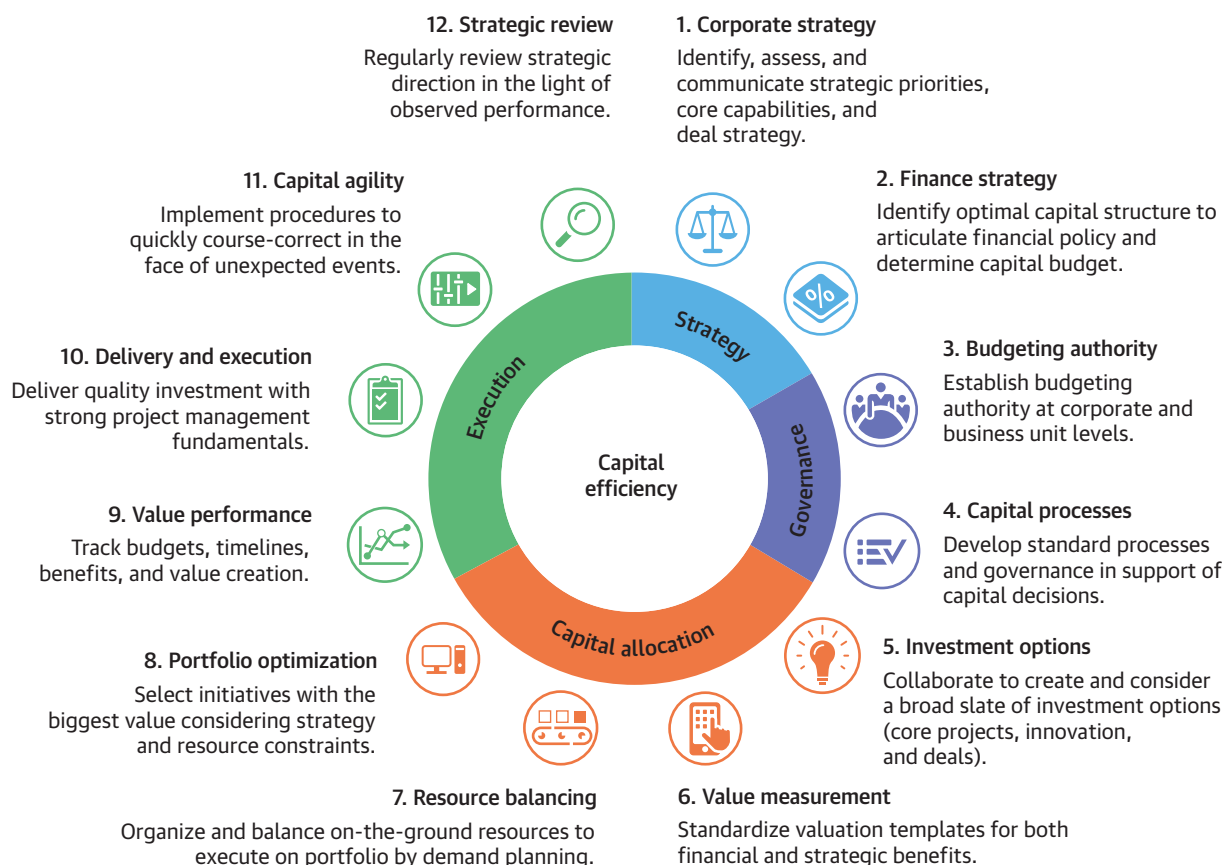 12. Strategic review
Regularly review strategic
direction in the light of
observed performance.
1. Corporate strategy
Identify, assess, and
communicate strategic priorities,
core capabilities, and
deal strategy.
11. Capital agility
Implement procedures to
quickly course-correct in the
face of unexpected events.
2. Finance strategy
Identify optimal capital structure to
articulate financial policy and
determine capital budget.
%
Strategy
10. Delivery and execution
Deliver quality investment with
strong project management
fundamentals.
Execution
3. Budgeting authority
Establish budgeting
authority at corporate and
business unit levels.
Capital
efficiency
Governance
9. Value performance
Track budgets, timelines,
benefits, and value creation.
4. Capital processes
Develop standard processes
and governance in support of
capital decisions.
Capital allocation
8. Portfolio optimization
Select initiatives with the
biggest value considering strategy
and resource constraints.
5. Investment options
Collaborate to create and consider
a broad slate of investment options
(core projects, innovation,
and deals).
7. Resource balancing
Organize and balance on-the-ground resources to
execute on portfolio by demand planning.
6. Value measurement
Standardize valuation templates for both
financial and strategic benefits.